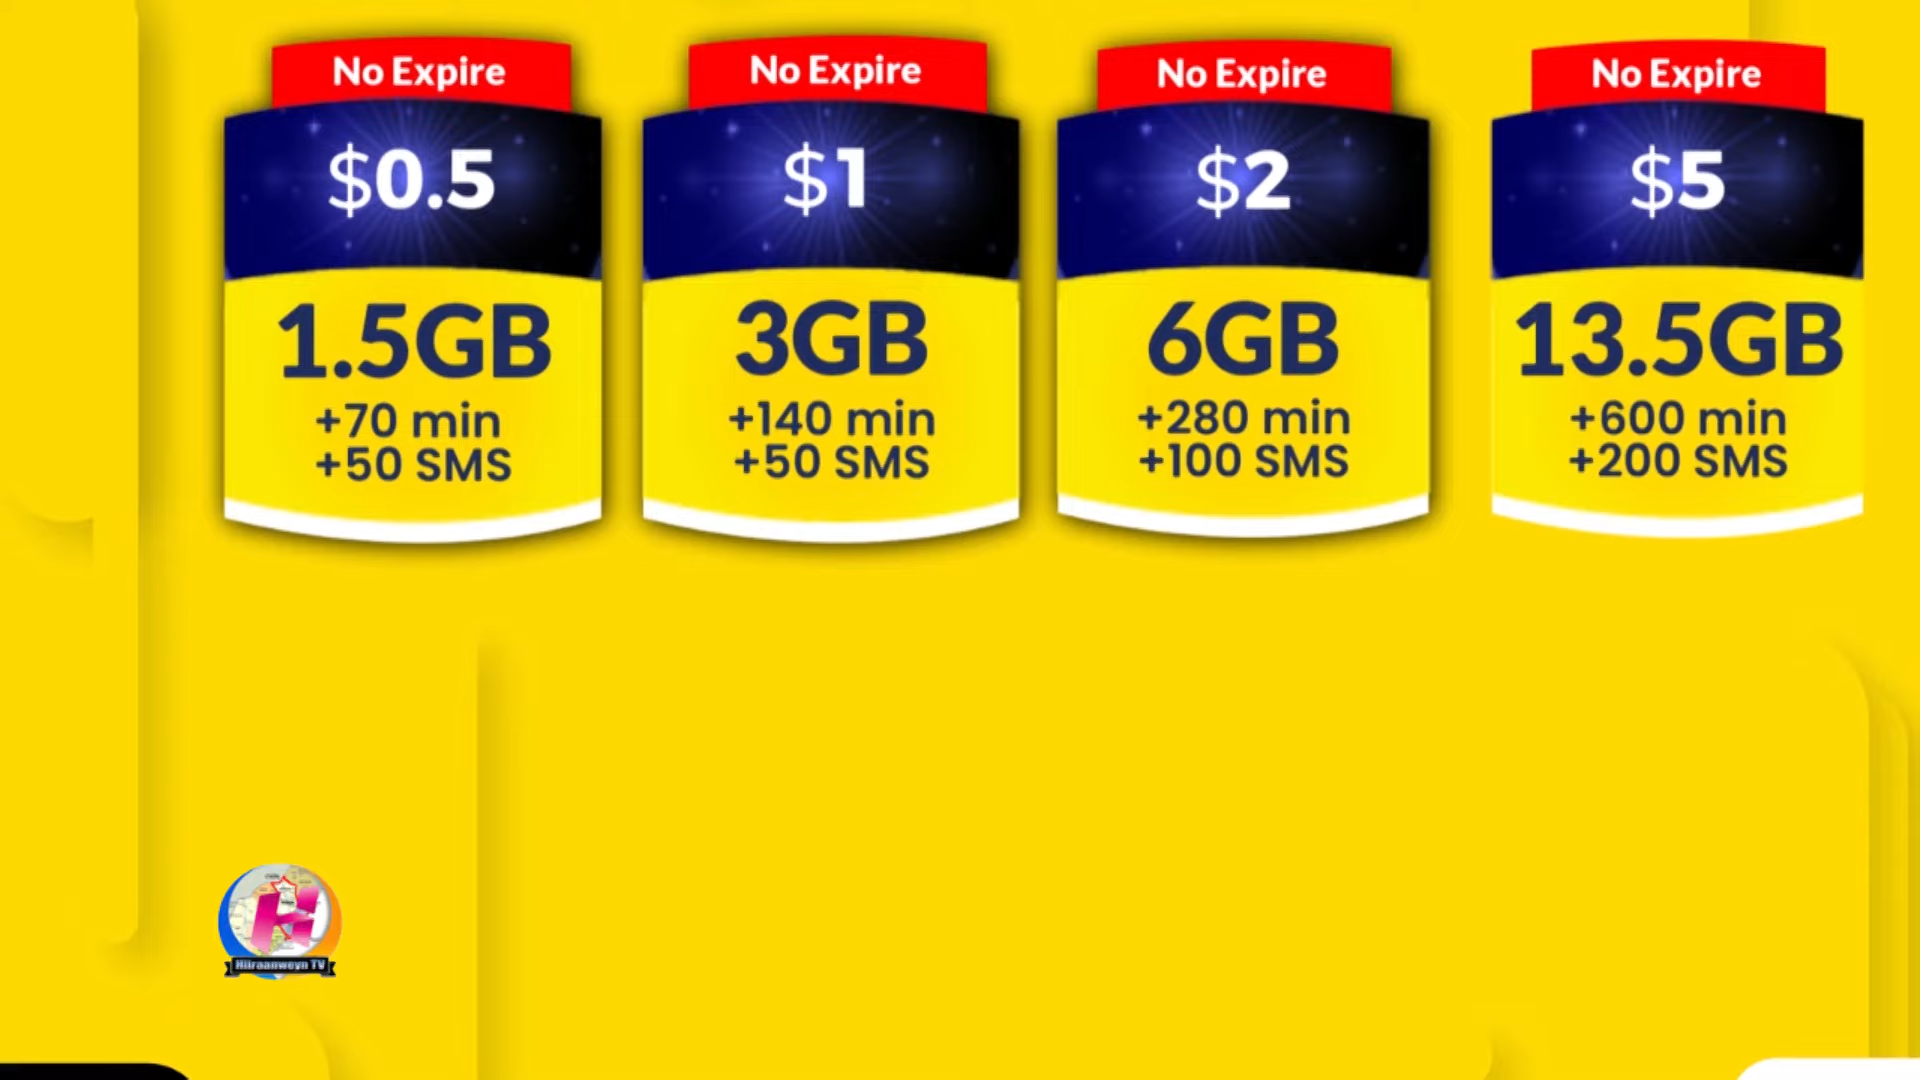 No Expire
$0.5
1.5GB
+70 min
+50 SMS
No Expire
$1
3GB
+140 min
+50 SMS
No Expire
$2
6GB
+280 min
+100 SMS
No Expire
$5
13.5GB
+600 min
+200 SMS
H
Hiiraanweyn TV